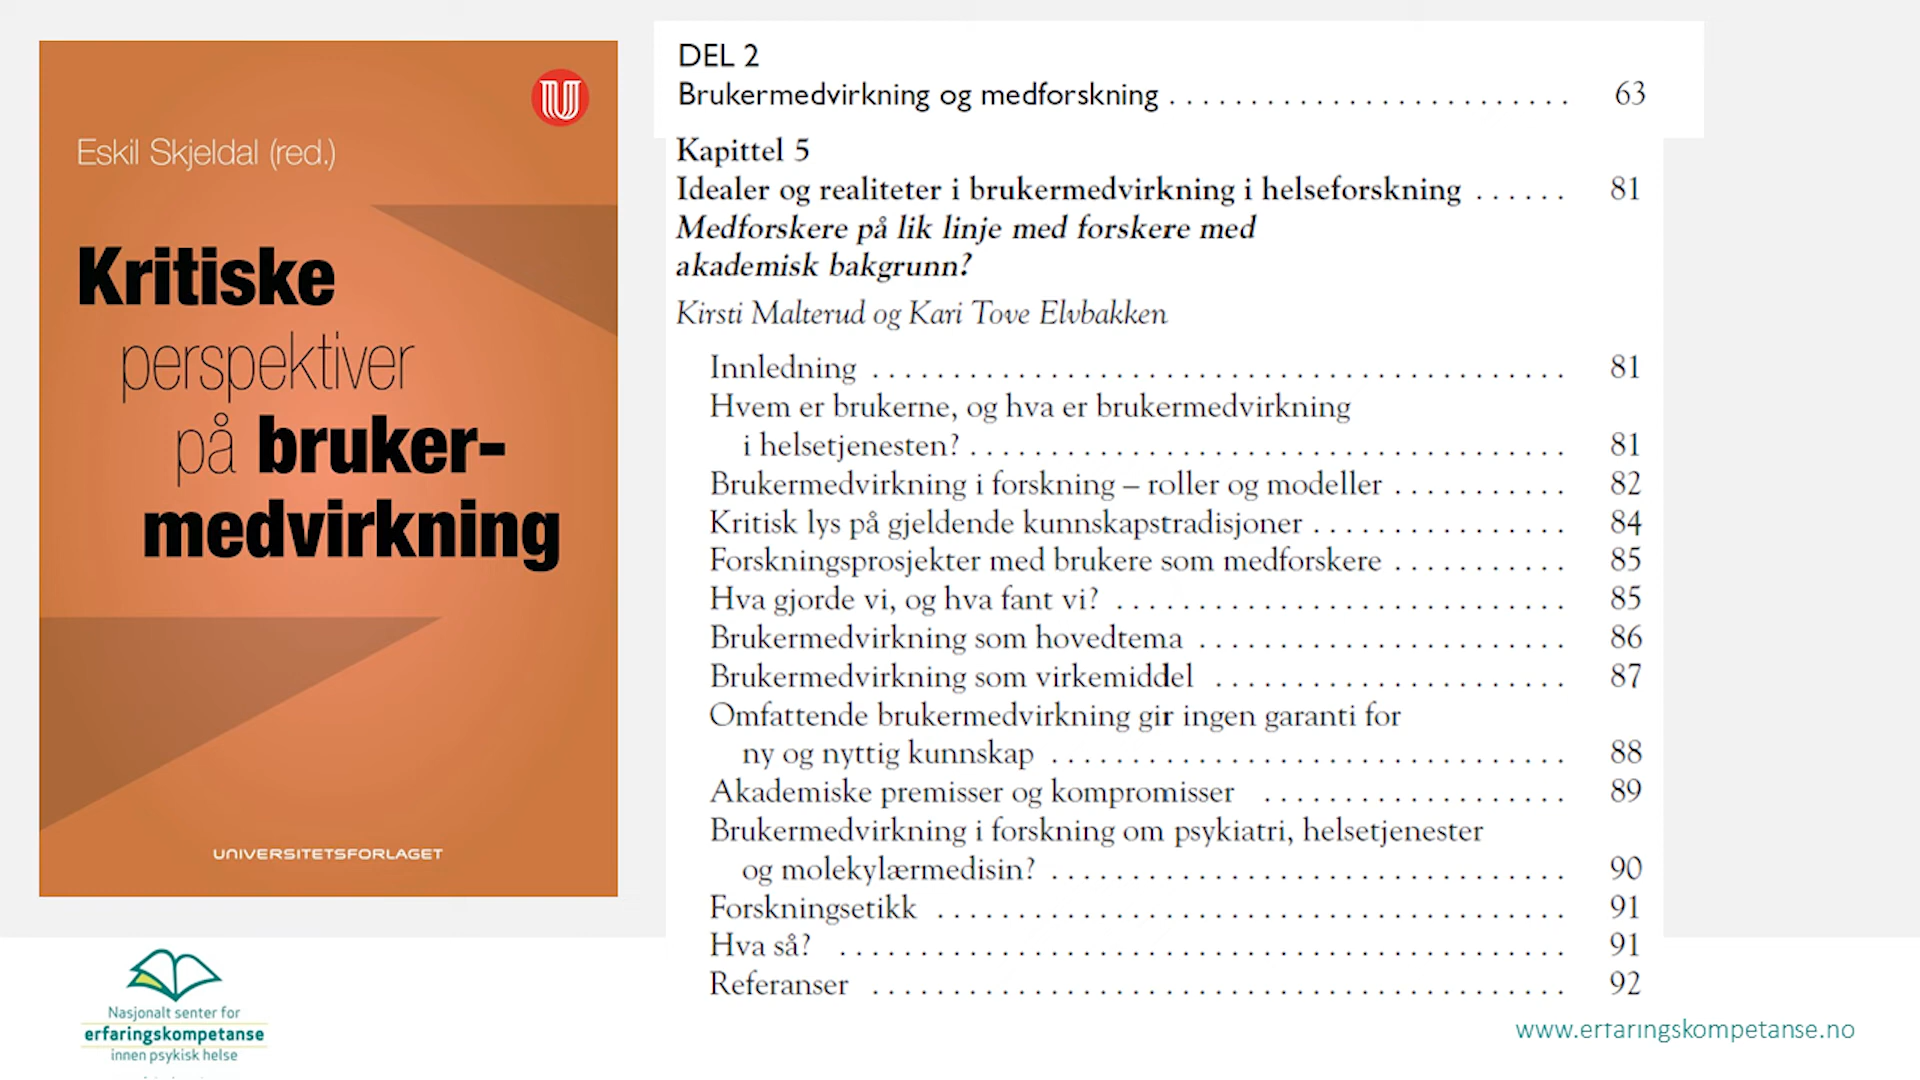 Eskil Skjeldal (red.)
Kritiske
perspektiver
på bruker-
medvirkning
UNIVERSITETSFORLAGET
DEL 2
Brukermedvirkning og medforskning . . . . . . . . . . . . . . . . . . . . . . . . . 63
Kapittel 5
Idealer og realiteter i brukermedvirkning i helseforskning . . . . . . 81
Medforskere på lik linje med forskere med
akademisk bakgrunn?
Kirsti Malterud og Kari Tove Elvbakken
Innledning . . . . . . . . . . . . . . . . . . . . . . . . . . . . . . . . . . . . . . . . . . . 81
Hvem er brukerne, og hva er brukermedvirkning
i helsetjenesten? . . . . . . . . . . . . . . . . . . . . . . . . . . . . . . . . . . . . . 81
Brukermedvirkning i forskning – roller og modeller . . . . . . . . . . . 82
Kritisk lys på gjeldende kunnskapstradisjoner . . . . . . . . . . . . . . . . 84
Forskningsprosjekter med brukere som medforskere . . . . . . . . . . . 85
Hva gjorde vi, og hva fant vi? . . . . . . . . . . . . . . . . . . . . . . . . . . . . 85
Brukermedvirkning som hovedtema . . . . . . . . . . . . . . . . . . . . . . . 86
Brukermedvirkning som virkemiddel . . . . . . . . . . . . . . . . . . . . . . 87
Omfattende brukermedvirkning gir ingen garanti for
ny og nyttig kunnskap . . . . . . . . . . . . . . . . . . . . . . . . . . . . . . . . 88
Akademiske premisser og kompromisser . . . . . . . . . . . . . . . . . . . 89
Brukermedvirkning i forskning om psykiatri, helsetjenester
og molekylærmedisin? . . . . . . . . . . . . . . . . . . . . . . . . . . . . . . . . 90
Forskningsetikk . . . . . . . . . . . . . . . . . . . . . . . . . . . . . . . . . . . . . . . 91
Hva så? . . . . . . . . . . . . . . . . . . . . . . . . . . . . . . . . . . . . . . . . . . . . . 91
Referanser . . . . . . . . . . . . . . . . . . . . . . . . . . . . . . . . . . . . . . . . . . . 92
Nasjonalt senter for
erfaringskompetanse
innen psykisk helse
www.erfaringskompetanse.no